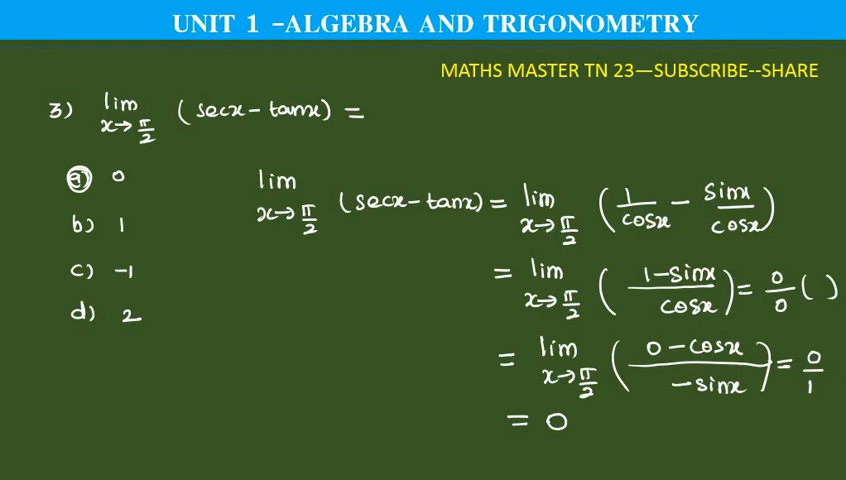 UNIT 1 -ALGEBRA AND TRIGONOMETRY
MATHS MASTER TN 23—SUBSCRIBE--SHARE
3) lim x→π/2 (secx - tanx) =
a) 0
b) 1
c) -1
d) 2
lim x→π/2 (secx - tanx) = lim x→π/2 (1/cosx - sinx/cosx)
= lim x→π/2 (1-sinx/cosx) = 0/0 ( )
= lim x→π/2 (0-cosx/-sinx) = 0/1
= 0